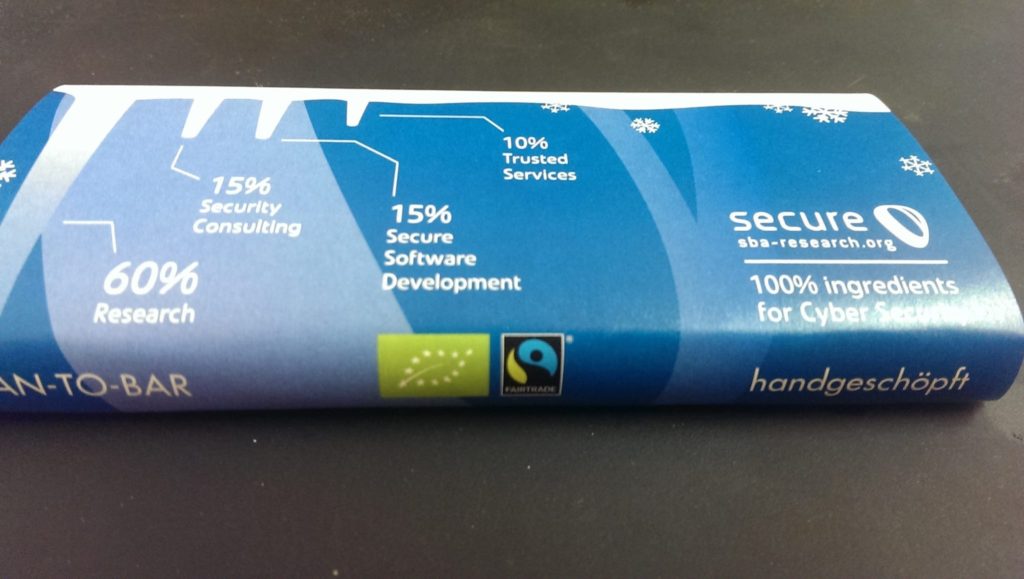 10%
Trusted
Services
15%
Security
Consulting
15%
Secure
Software
Development
60%
Research
secure
sba-research.org
100% ingredients
for Cyber Security
AN-TO-BAR
FAIRTRADE
®
handgeschöpft